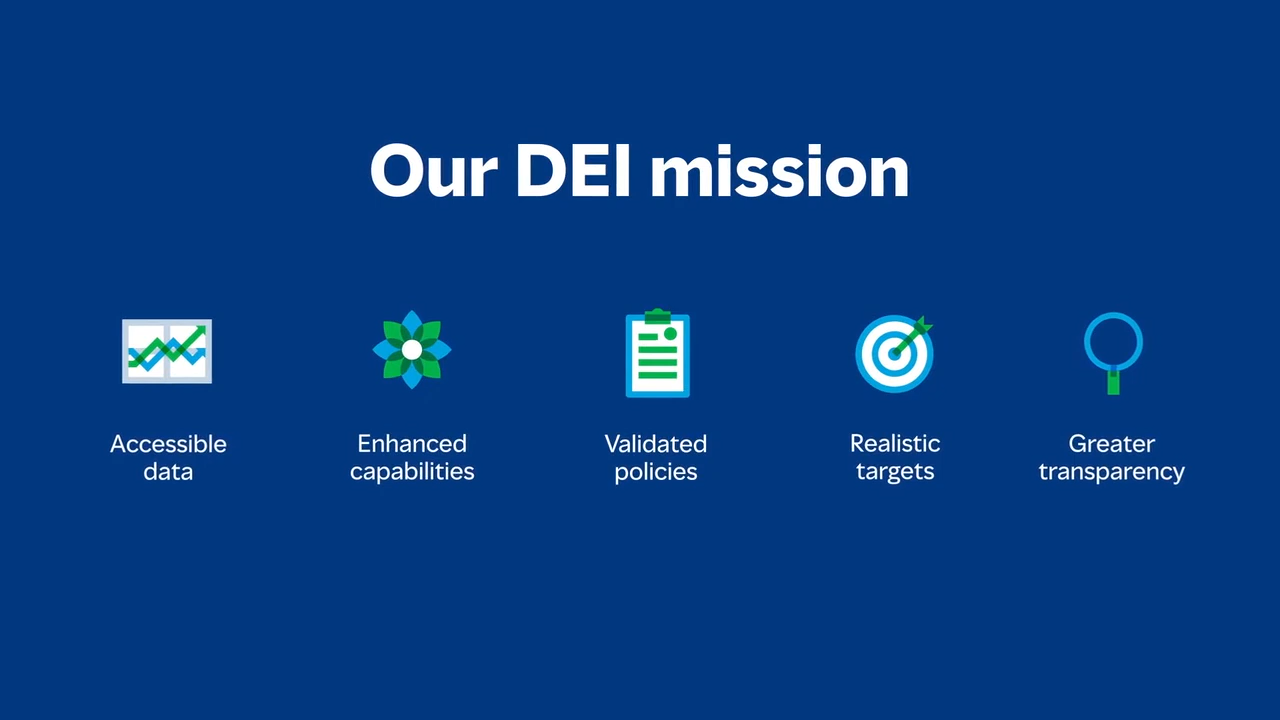 Our DEI mission
Accessible
data
Enhanced
capabilities
Validated
policies
Realistic
targets
Greater
transparency